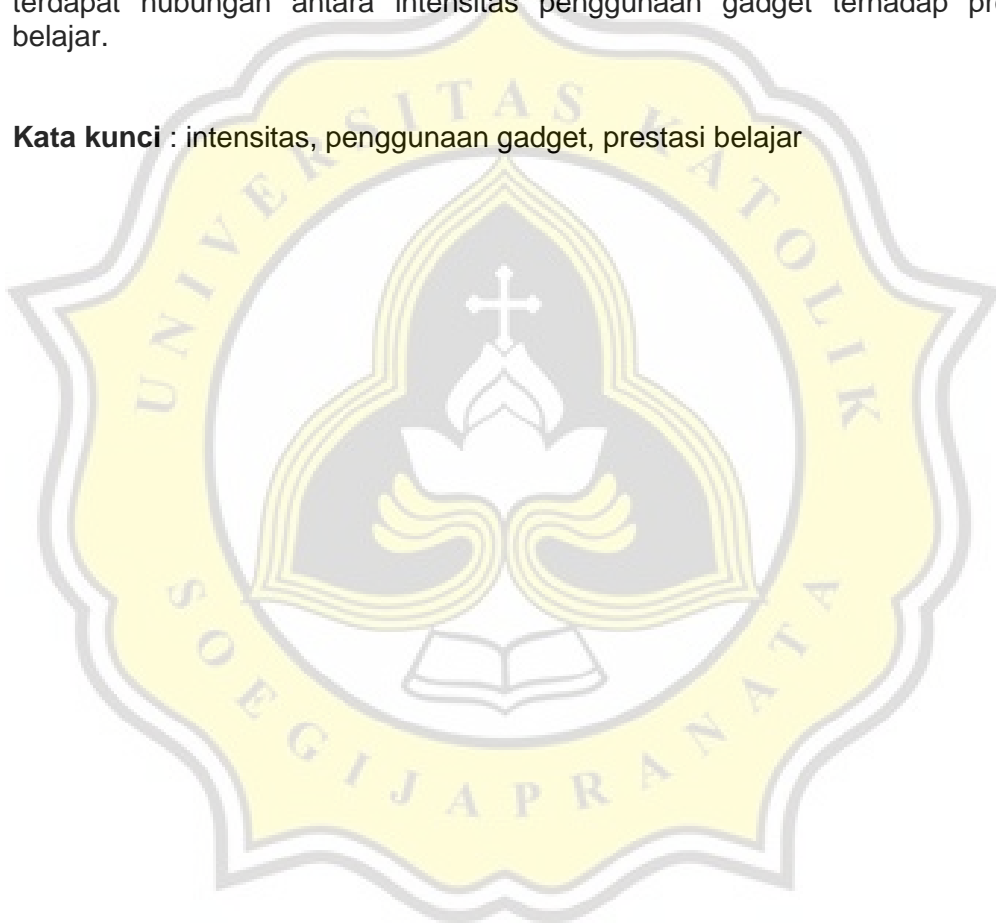 terdapat hubungan antara intensitas penggunaan gadget terhadap
belajar.
Kata kunci : intensitas, penggunaan gadget, prestasi belajar
UNIVERSITAS KATOLIK
SOEGIJAPRANATA